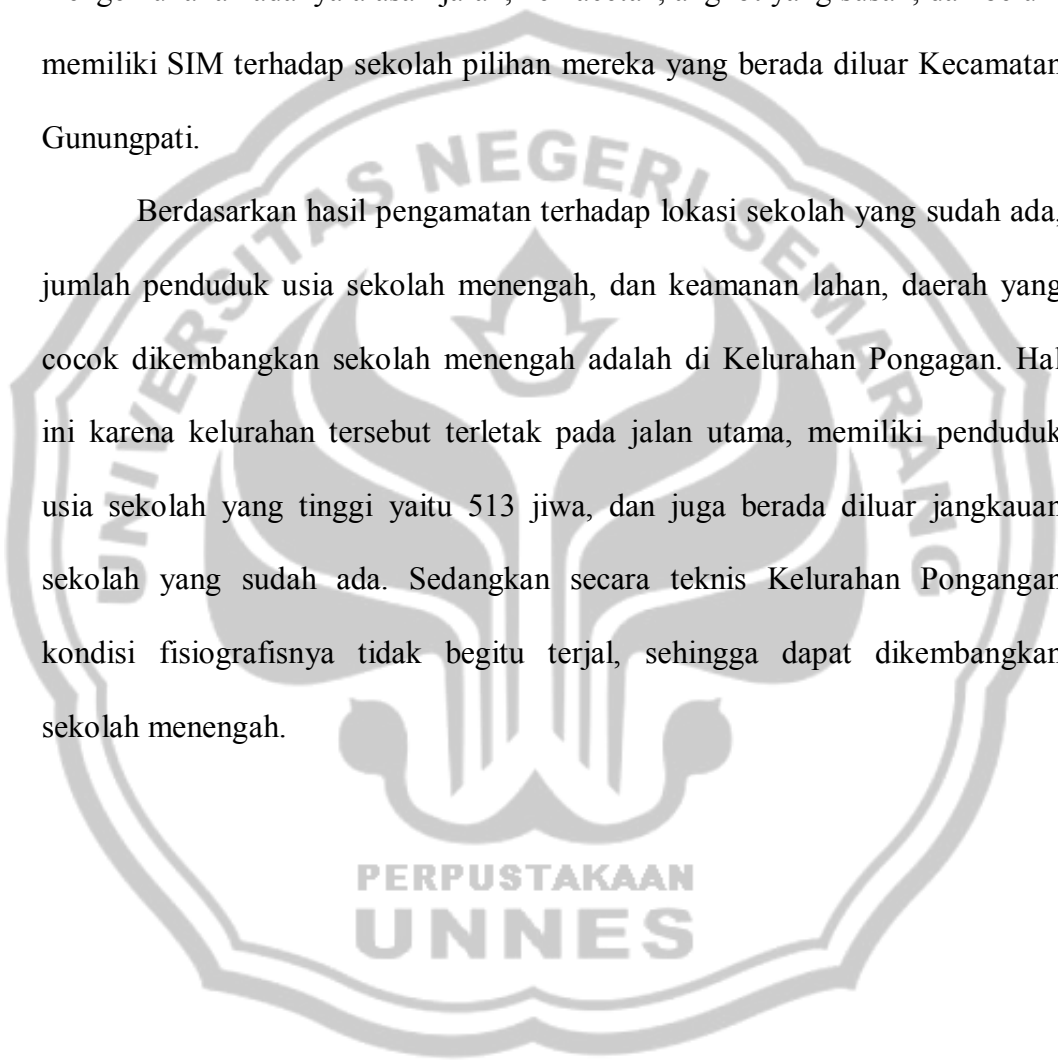 memiliki SIM terhadap sekolah pilihan mereka yang berada diluar Kecamatan
Gunungpati.
Berdasarkan hasil pengamatan terhadap lokasi sekolah yang sudah ada,
jumlah penduduk usia sekolah menengah, dan keamanan lahan, daerah yang
cocok dikembangkan sekolah menengah adalah di Kelurahan Pongagan. Hal
ini karena kelurahan tersebut terletak pada jalan utama, memiliki penduduk
usia sekolah yang tinggi yaitu 513 jiwa, dan juga berada diluar jangkauan
sekolah yang sudah ada. Sedangkan secara teknis Kelurahan Pongangan
kondisi fisiografisnya tidak begitu terjal, sehingga dapat dikembangkan
sekolah menengah.
UNIVERSITAS NEGERI SEMARANG
PERPUSTAKAAN
UNNES